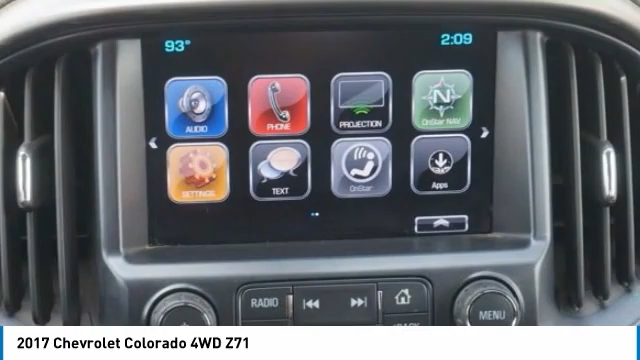 93°
2:09
AUDIO
PHONE
PROJECTION
N
OnStar NAV
SETTINGS
TEXT
OnStar
Apps
RADIO
MENU
2017 Chevrolet Colorado 4WD Z71